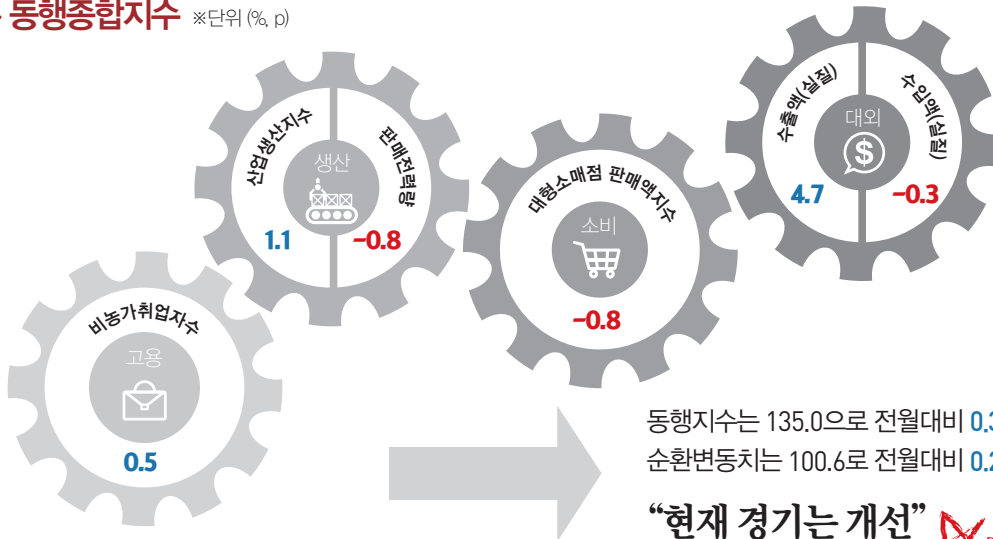 동행종합지수 ※단위 (%, p)
수출액(실질)
수입액(실질)
대외
4.7
-0.3
산업생산지수
판매전력량
생산
1.1
-0.8
대형소매점 판매액지수
소비
-0.8
비농가취업자수
고용
0.5
동행지수는 135.0으로 전월대비 0.3
순환변동치는 100.6로 전월대비 0.2
“현재 경기는 개선”